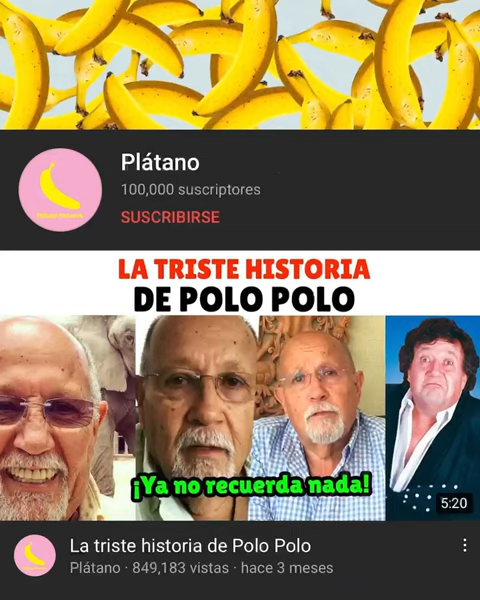 Plátano
100,000 suscriptores
SUSCRIBIRSE
LA TRISTE HISTORIA
DE POLO POLO
¡Ya no recuerda nada!
5:20
La triste historia de Polo Polo
Plátano · 849,183 vistas · hace 3 meses